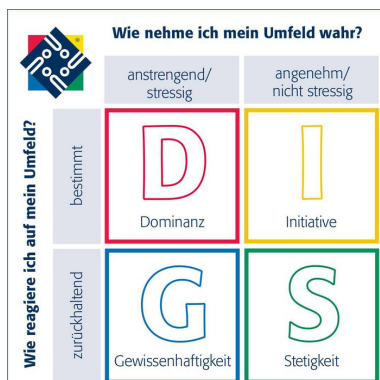 Wie nehme ich mein Umfeld wahr?
anstrengend/
stressig
angenehm/
nicht stressig
Wie reagiere ich auf mein Umfeld?
bestimmt
D
Dominanz
I
Initiative
zurückhaltend
G
Gewissenhaftigkeit
S
Stetigkeit